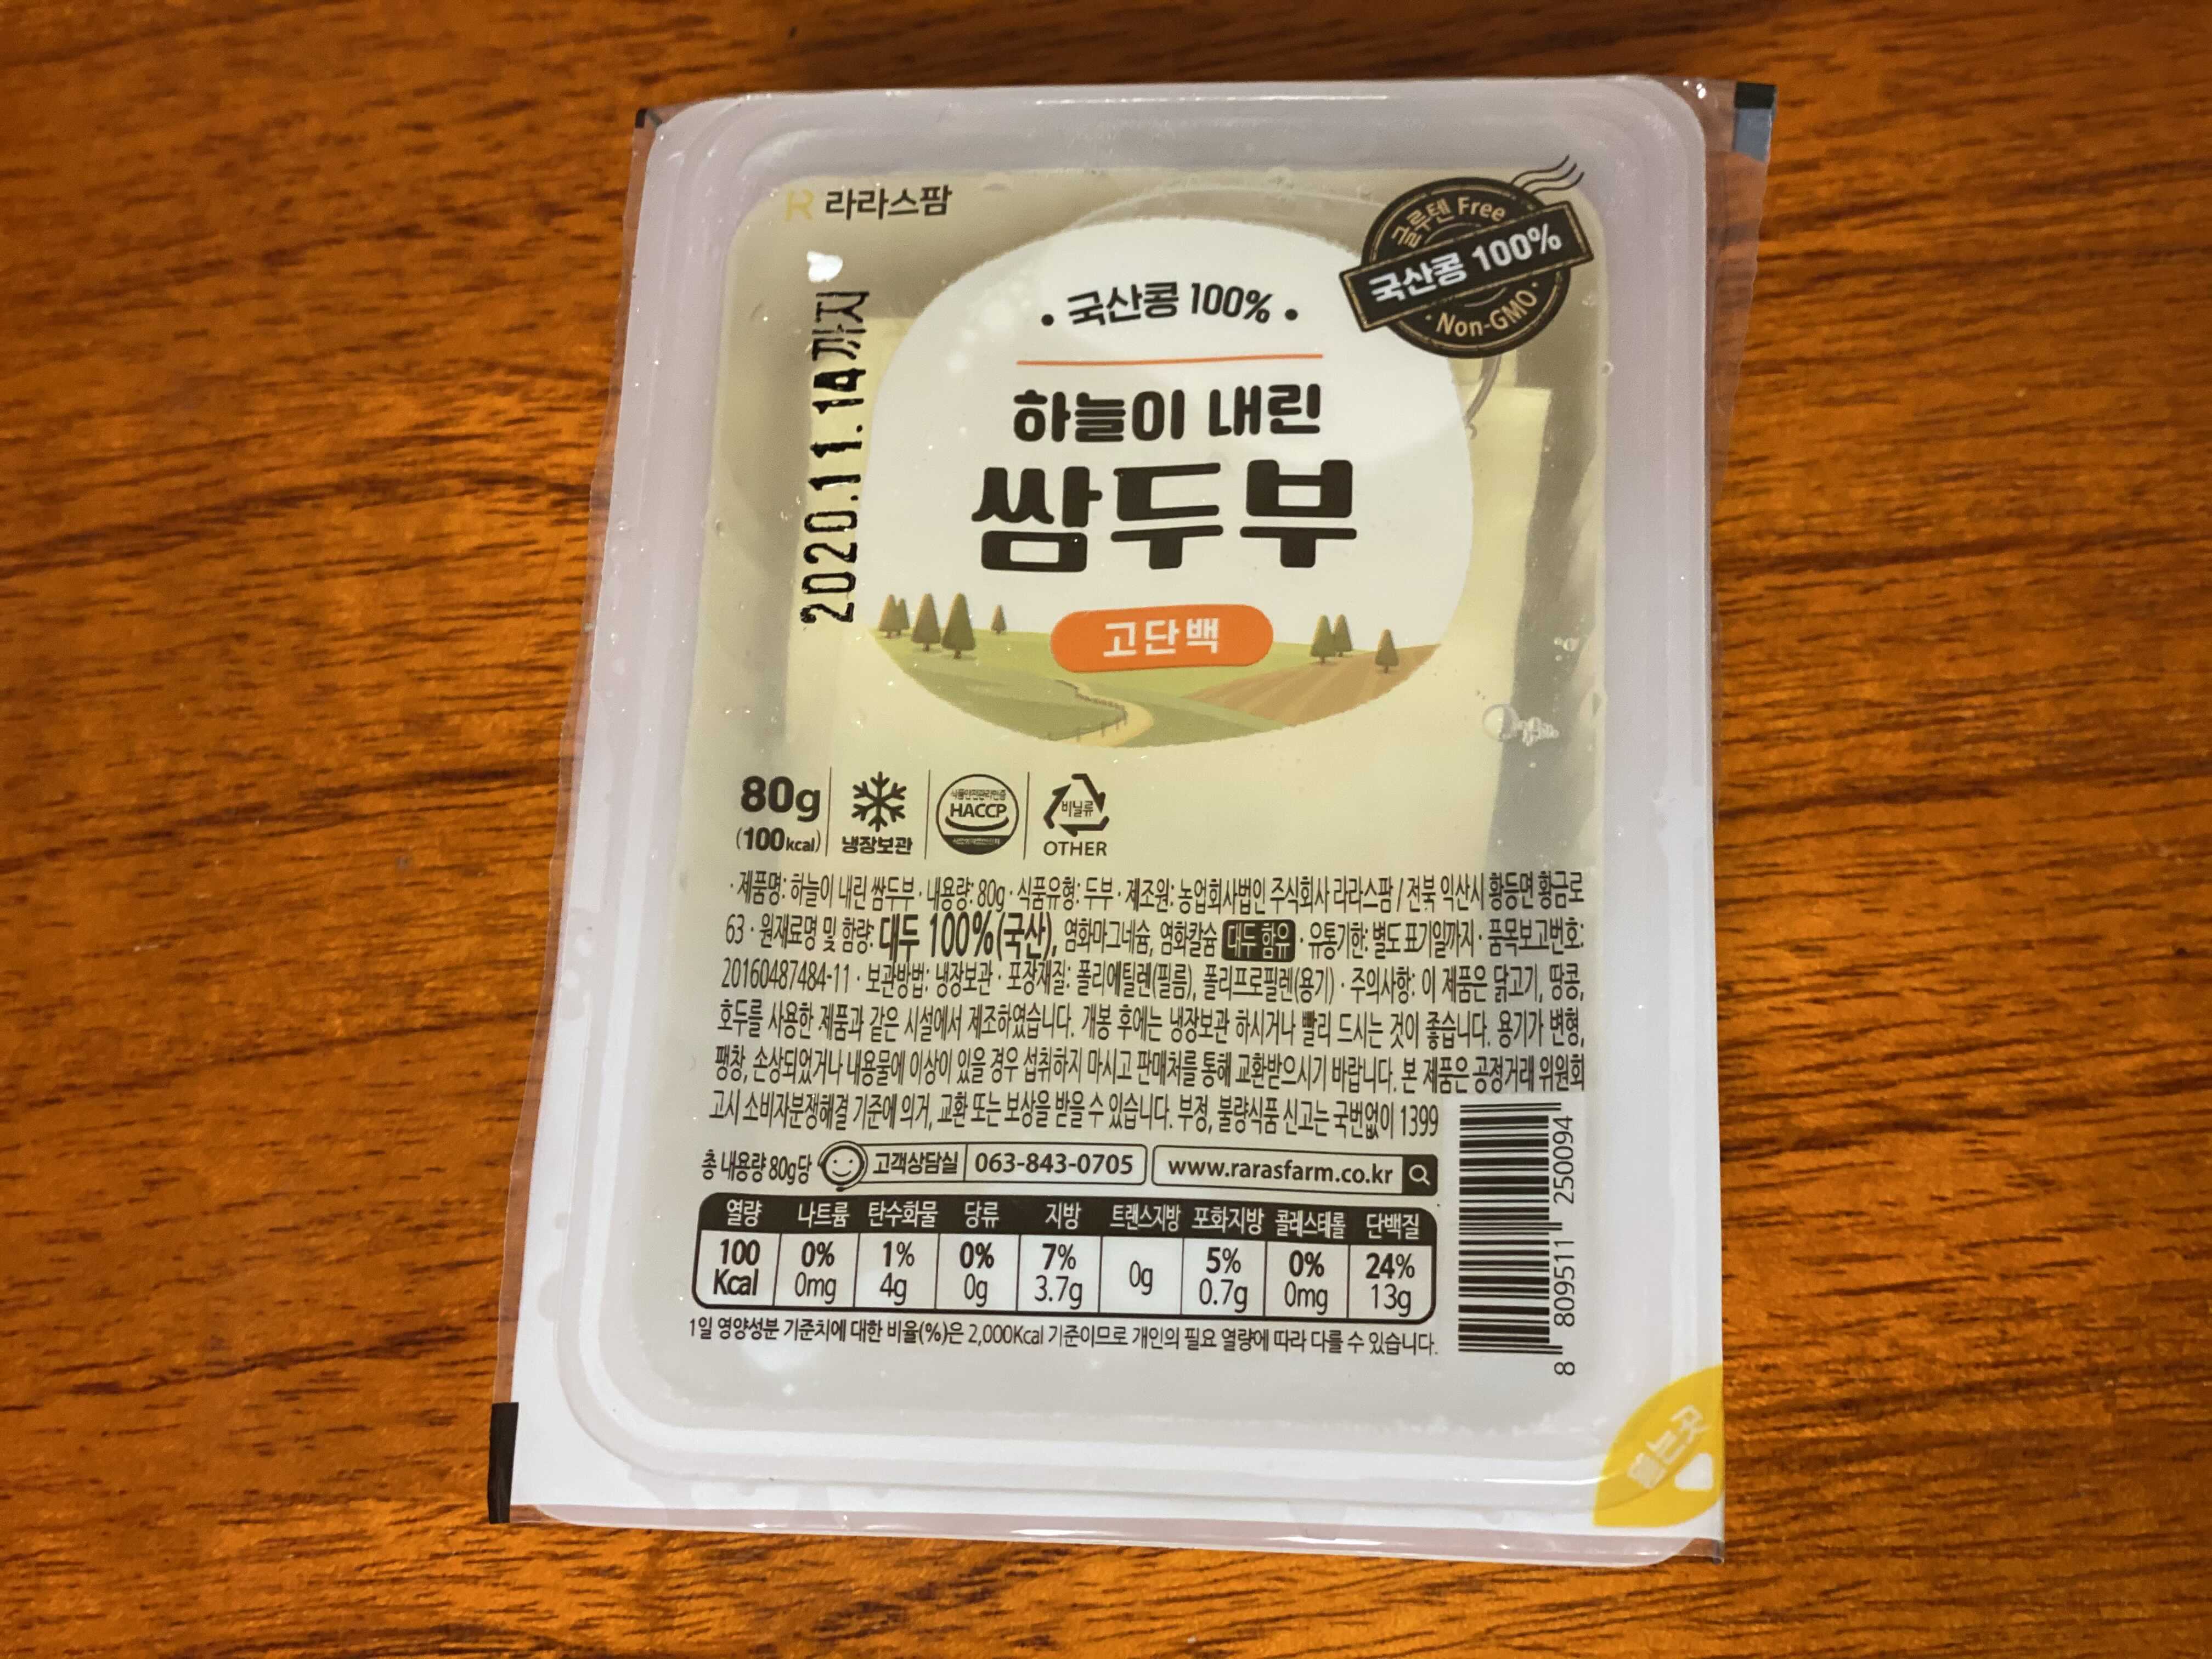 라라스팜
글루텐 Free
국산콩 100%
· Non-GMO ·
2020.11.14까지
· 국산콩 100% ·
하늘이 내린
쌈두부
고단백
80g
(100kcal)
냉장보관
HACCP
비닐류
OTHER
· 제품명: 하늘이 내린 쌈두부 · 내용량: 80g · 식품유형: 두부 · 제조원: 농업회사법인 주식회사 라라스팜 / 전북 익산시 황등면 황금로
63 · 원재료명 및 함량: 대두 100%(국산), 염화마그네슘, 염화칼슘 대두 함유 · 유통기한: 별도 표기일까지 · 품목보고번호:
20160487484-11 · 보관방법: 냉장보관 · 포장재질: 폴리에틸렌(필름), 폴리프로필렌(용기) · 주의사항: 이 제품은 닭고기, 땅콩,
호두를 사용한 제품과 같은 시설에서 제조하였습니다. 개봉 후에는 냉장보관 하시거나 빨리 드시는 것이 좋습니다. 용기가 변형,
팽창, 손상되었거나 내용물에 이상이 있을 경우 섭취하지 마시고 판매처를 통해 교환받으시기 바랍니다. 본 제품은 공정거래 위원회
고시 소비자분쟁해결 기준에 의거, 교환 또는 보상을 받을 수 있습니다. 부정, 불량식품 신고는 국번없이 1399
총 내용량 80g당 고객상담실 063-843-0705 www.rarasfarm.co.kr
열량 나트륨 탄수화물 당류 지방 트랜스지방 포화지방 콜레스테롤 단백질
100 0% 1% 0% 7% 0g 5% 0% 24%
Kcal 0mg 4g 0g 3.7g 0.7g 0mg 13g
1일 영양성분 기준치에 대한 비율(%)은 2,000Kcal 기준이므로 개인의 필요 열량에 따라 다를 수 있습니다.
8 809511 250094
뜯는곳